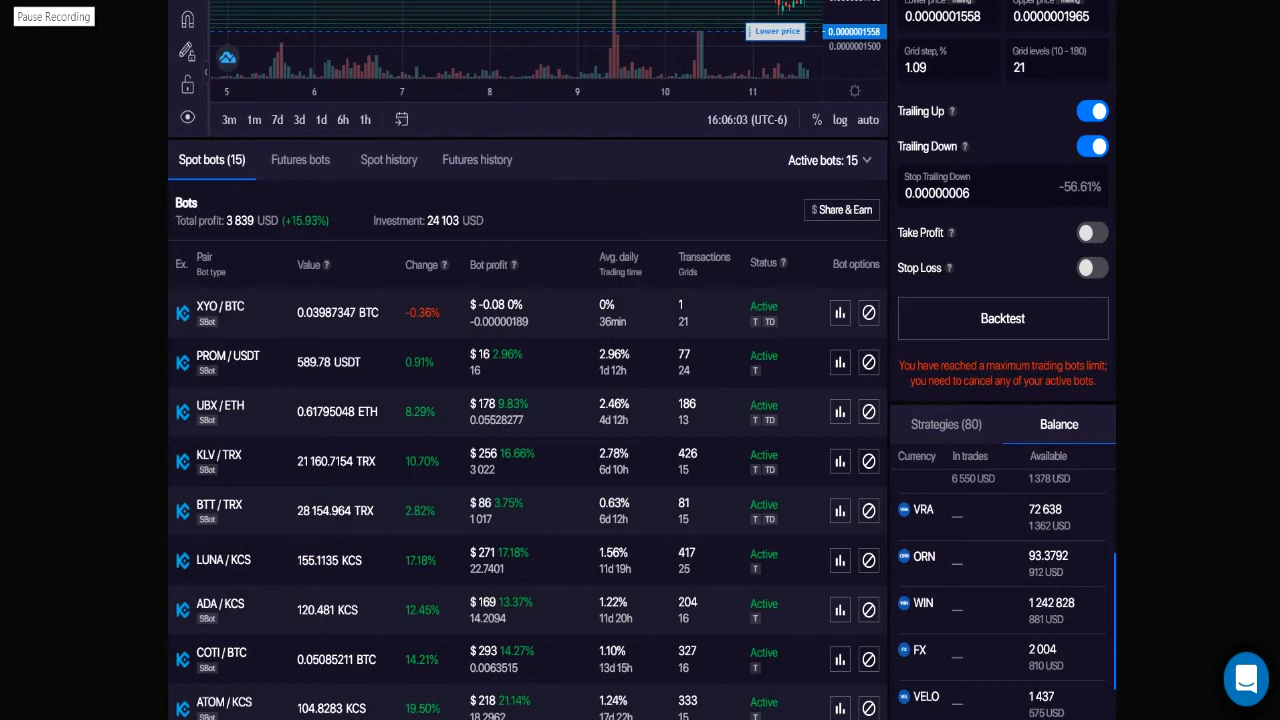 Pause Recording
Lower price
0.0000001558
0.0000001500
5 6 7 8 9 10 11
3m 1m 7d 3d 1d 6h 1h
16:06:03 (UTC-6) % log auto
Spot bots (15) Futures bots Spot history Futures history Active bots: 15
Bots
Total profit: 3 839 USD (+15.93%) Investment: 24 103 USD
$ Share & Earn
Ex. Pair Value ? Change ? Bot profit ? Avg. daily Transactions Status ? Bot options
Bot type Trading time Grids
XYO / BTC 0.03987347 BTC -0.36% $ -0.08 0% 0% 1 Active
SBot -0.00000189 36min 21 T TD
PROM / USDT 589.78 USDT 0.91% $ 16 2.96% 2.96% 77 Active
SBot 16 1d 12h 24 T
UBX / ETH 0.61795048 ETH 8.29% $ 178 9.83% 2.46% 186 Active
SBot 0.05528277 4d 12h 13 T TD
KLV / TRX 21 160.7154 TRX 10.70% $ 256 16.66% 2.78% 426 Active
SBot 3 022 6d 10h 15 T TD
BTT / TRX 28 154.964 TRX 2.82% $ 86 3.75% 0.63% 81 Active
SBot 1 017 6d 12h 15 T TD
LUNA / KCS 155.1135 KCS 17.18% $ 271 17.18% 1.56% 417 Active
22.7401 11d 19h 25 T
ADA / KCS 120.481 KCS 12.45% $ 169 13.37% 1.22% 204 Active
SBot 14.2094 11d 20h 16 T
COTI / BTC 0.05085211 BTC 14.21% $ 293 14.27% 1.10% 327 Active
SBot 0.0063515 13d 15h 16 T
ATOM / KCS 104.8283 KCS 19.50% $ 218 21.14% 1.24% 333 Active
SBot 18.2962 17d 22h 15 T
Lower price Trailing Upper price Trailing
0.0000001558 0.0000001965
Grid step, % Grid levels (10 - 180)
1.09 21
Trailing Up ?
Trailing Down ?
Stop Trailing Down
0.00000006 -56.61%
Take Profit ?
Stop Loss ?
Backtest
You have reached a maximum trading bots limit;
you need to cancel any of your active bots.
Strategies (80) Balance
Currency In trades Available
6 550 USD 1 378 USD
VRA — 72 638
1 362 USD
ORN — 93.3792
912 USD
WIN — 1 242 828
881 USD
FX — 2 004
810 USD
VELO — 1 437
575 USD